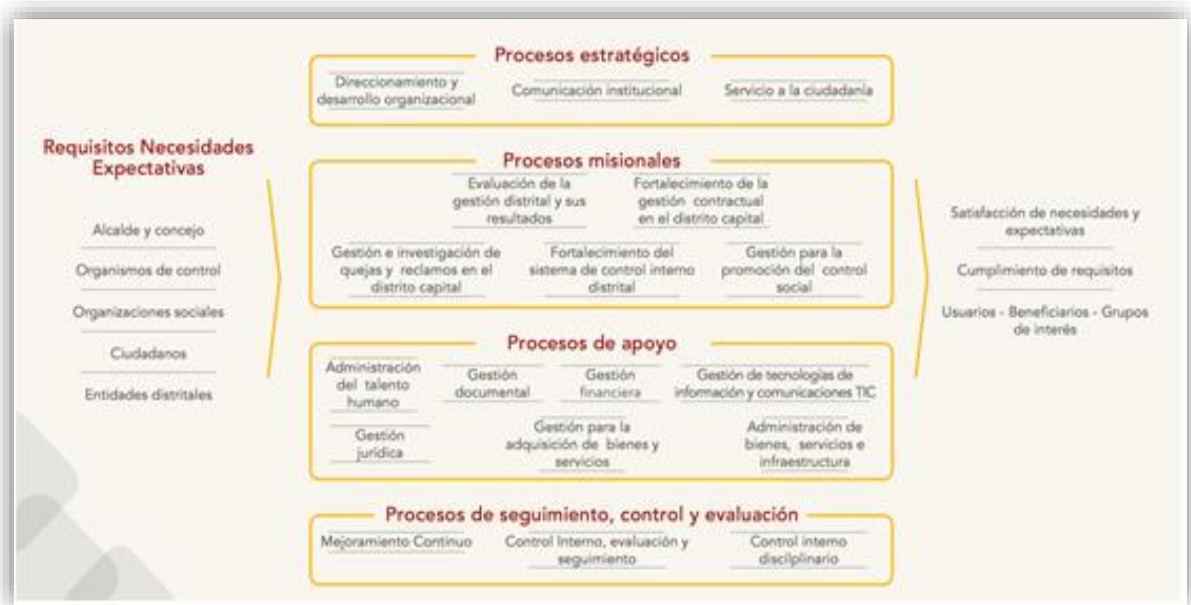 Procesos estratégicos
Direccionamiento y
desarrollo organizacional
Comunicación institucional
Servicio a la ciudadanía
Requisitos Necesidades
Expectativas
Alcalde y concejo
Organismos de control
Organizaciones sociales
Ciudadanos
Entidades distritales
Procesos misionales
Evaluación de la
gestión distrital y sus
resultados
Fortalecimiento de la
gestión contractual
en el distrito capital
Gestión e investigación de
quejas y reclamos en el
distrito capital
Fortalecimiento del
sistema de control interno
distrital
Gestión para la
promoción del control
social
Procesos de apoyo
Administración
del talento
humano
Gestión
documental
Gestión
financiera
Gestión de tecnologías de
información y comunicaciones TIC
Gestión
jurídica
Gestión para la
adquisición de bienes y
servicios
Administración de
bienes, servicios e
infraestructura
Procesos de seguimiento, control y evaluación
Mejoramiento Continuo
Control Interno, evaluación y
seguimiento
Control interno
discilplinario
Satisfacción de necesidades y
expectativas
Cumplimiento de requisitos
Usuarios - Beneficiarios - Grupos
de interés